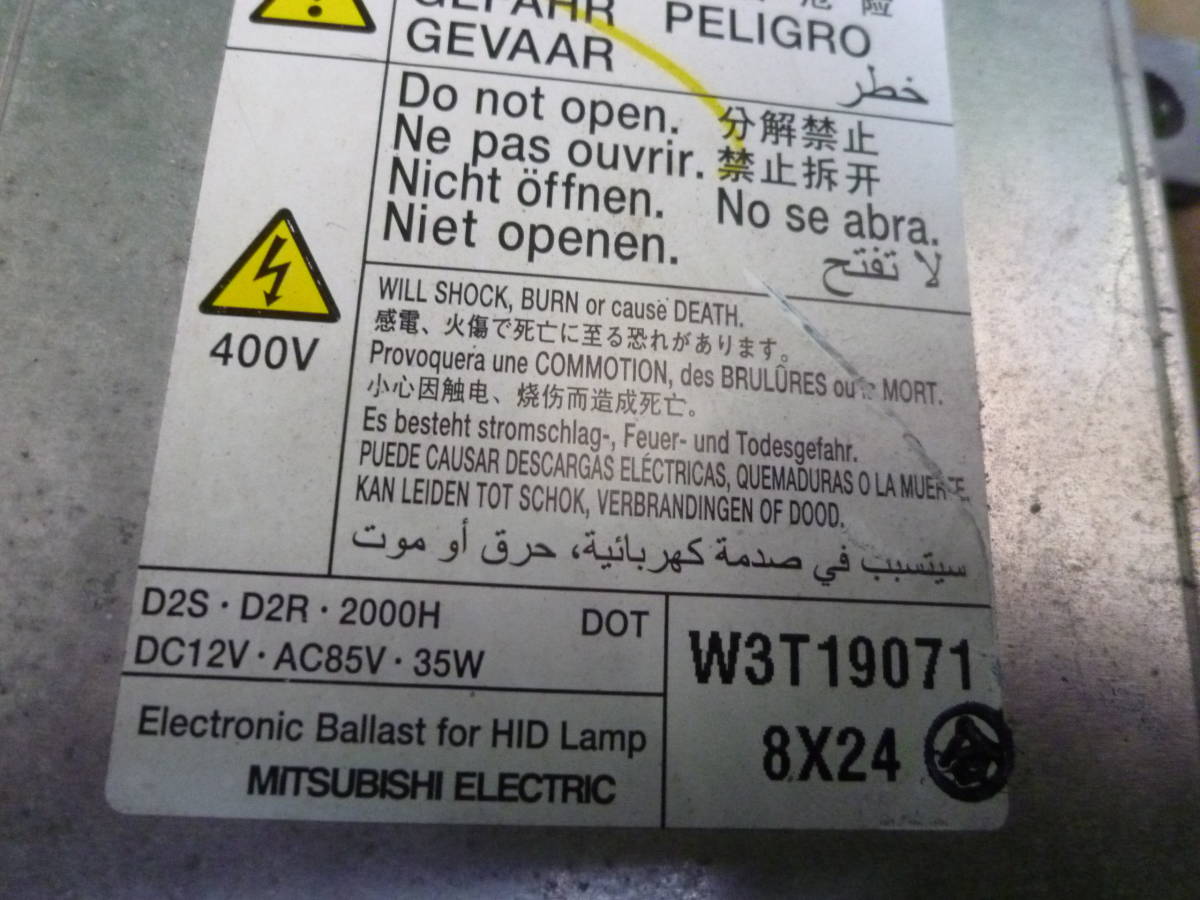 GEFAHR
危険
GEVAAR
PELIGRO
خطر
Do not open.
分解禁止
Ne pas ouvrir.
禁止拆开
Nicht öffnen.
No se abra.
Niet openen.
لا تفتح
400V
WILL SHOCK, BURN or cause DEATH.
感電、火傷で死亡に至る恐れがあります。
Provoquera une COMMOTION, des BRULÛRES ou MORT.
小心因触电、烧伤而造成死亡。
Es besteht stromschlag-, Feuer- und Todesgefahr.
PUEDE CAUSAR DESCARGAS ELÉCTRICAS, QUEMADURAS O LA MUERTE.
KAN LEIDEN TOT SCHOK, VERBRANDINGEN OF DOOD.
سيتسبب في صدمة كهربائية، حرق أو موت
D2S · D2R · 2000H
DOT
DC12V · AC85V · 35W
Electronic Ballast for HID Lamp
MITSUBISHI ELECTRIC
W3T19071
8X24